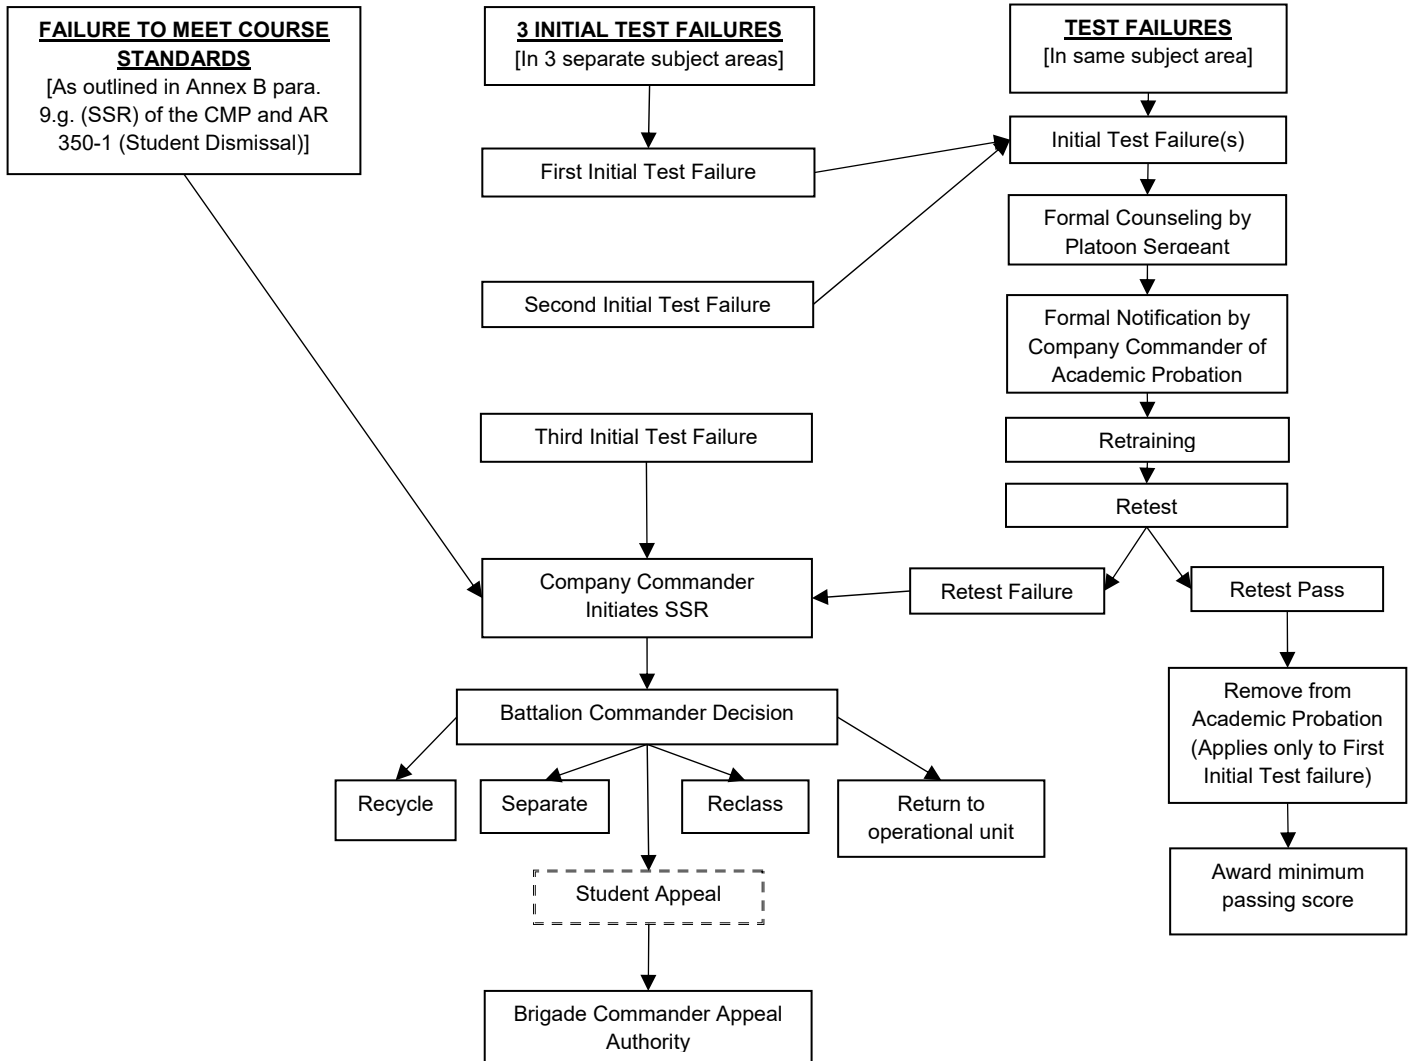 FAILURE TO MEET COURSE
STANDARDS
[As outlined in Annex B para.
9.g. (SSR) of the CMP and AR
350-1 (Student Dismissal)]
3 INITIAL TEST FAILURES
[In 3 separate subject areas]
TEST FAILURES
[In same subject area]
Initial Test Failure(s)
First Initial Test Failure
Formal Counseling by
Platoon Sergeant
Second Initial Test Failure
Formal Notification by
Company Commander of
Academic Probation
Third Initial Test Failure
Retraining
Retest
Company Commander
Initiates SSR
Retest Failure
Retest Pass
Battalion Commander Decision
Remove from
Academic Probation
(Applies only to First
Initial Test failure)
Recycle
Separate
Reclass
Return to
operational unit
Student Appeal
Award minimum
passing score
Brigade Commander Appeal
Authority